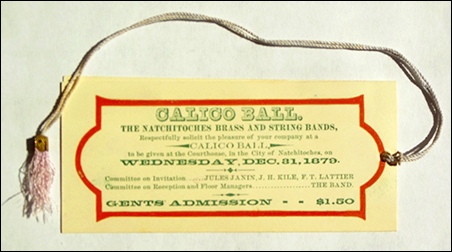 CALICO BALL.
THE NATCHITOCHES BRASS AND STRING BANDS,
Respectfully solicit the pleasure of your company at a
CALICO BALL,
to be given at the Courthouse, in the City of Natchitoches, on
WEDNESDAY, DEC. 31, 1879.
Committee on Invitation ..... JULES JANIN, J. H. KILE, F. T. LATTIER
Committee on Reception and Floor Managers ............... THE BAND.
GENTS ADMISSION - - $1.50